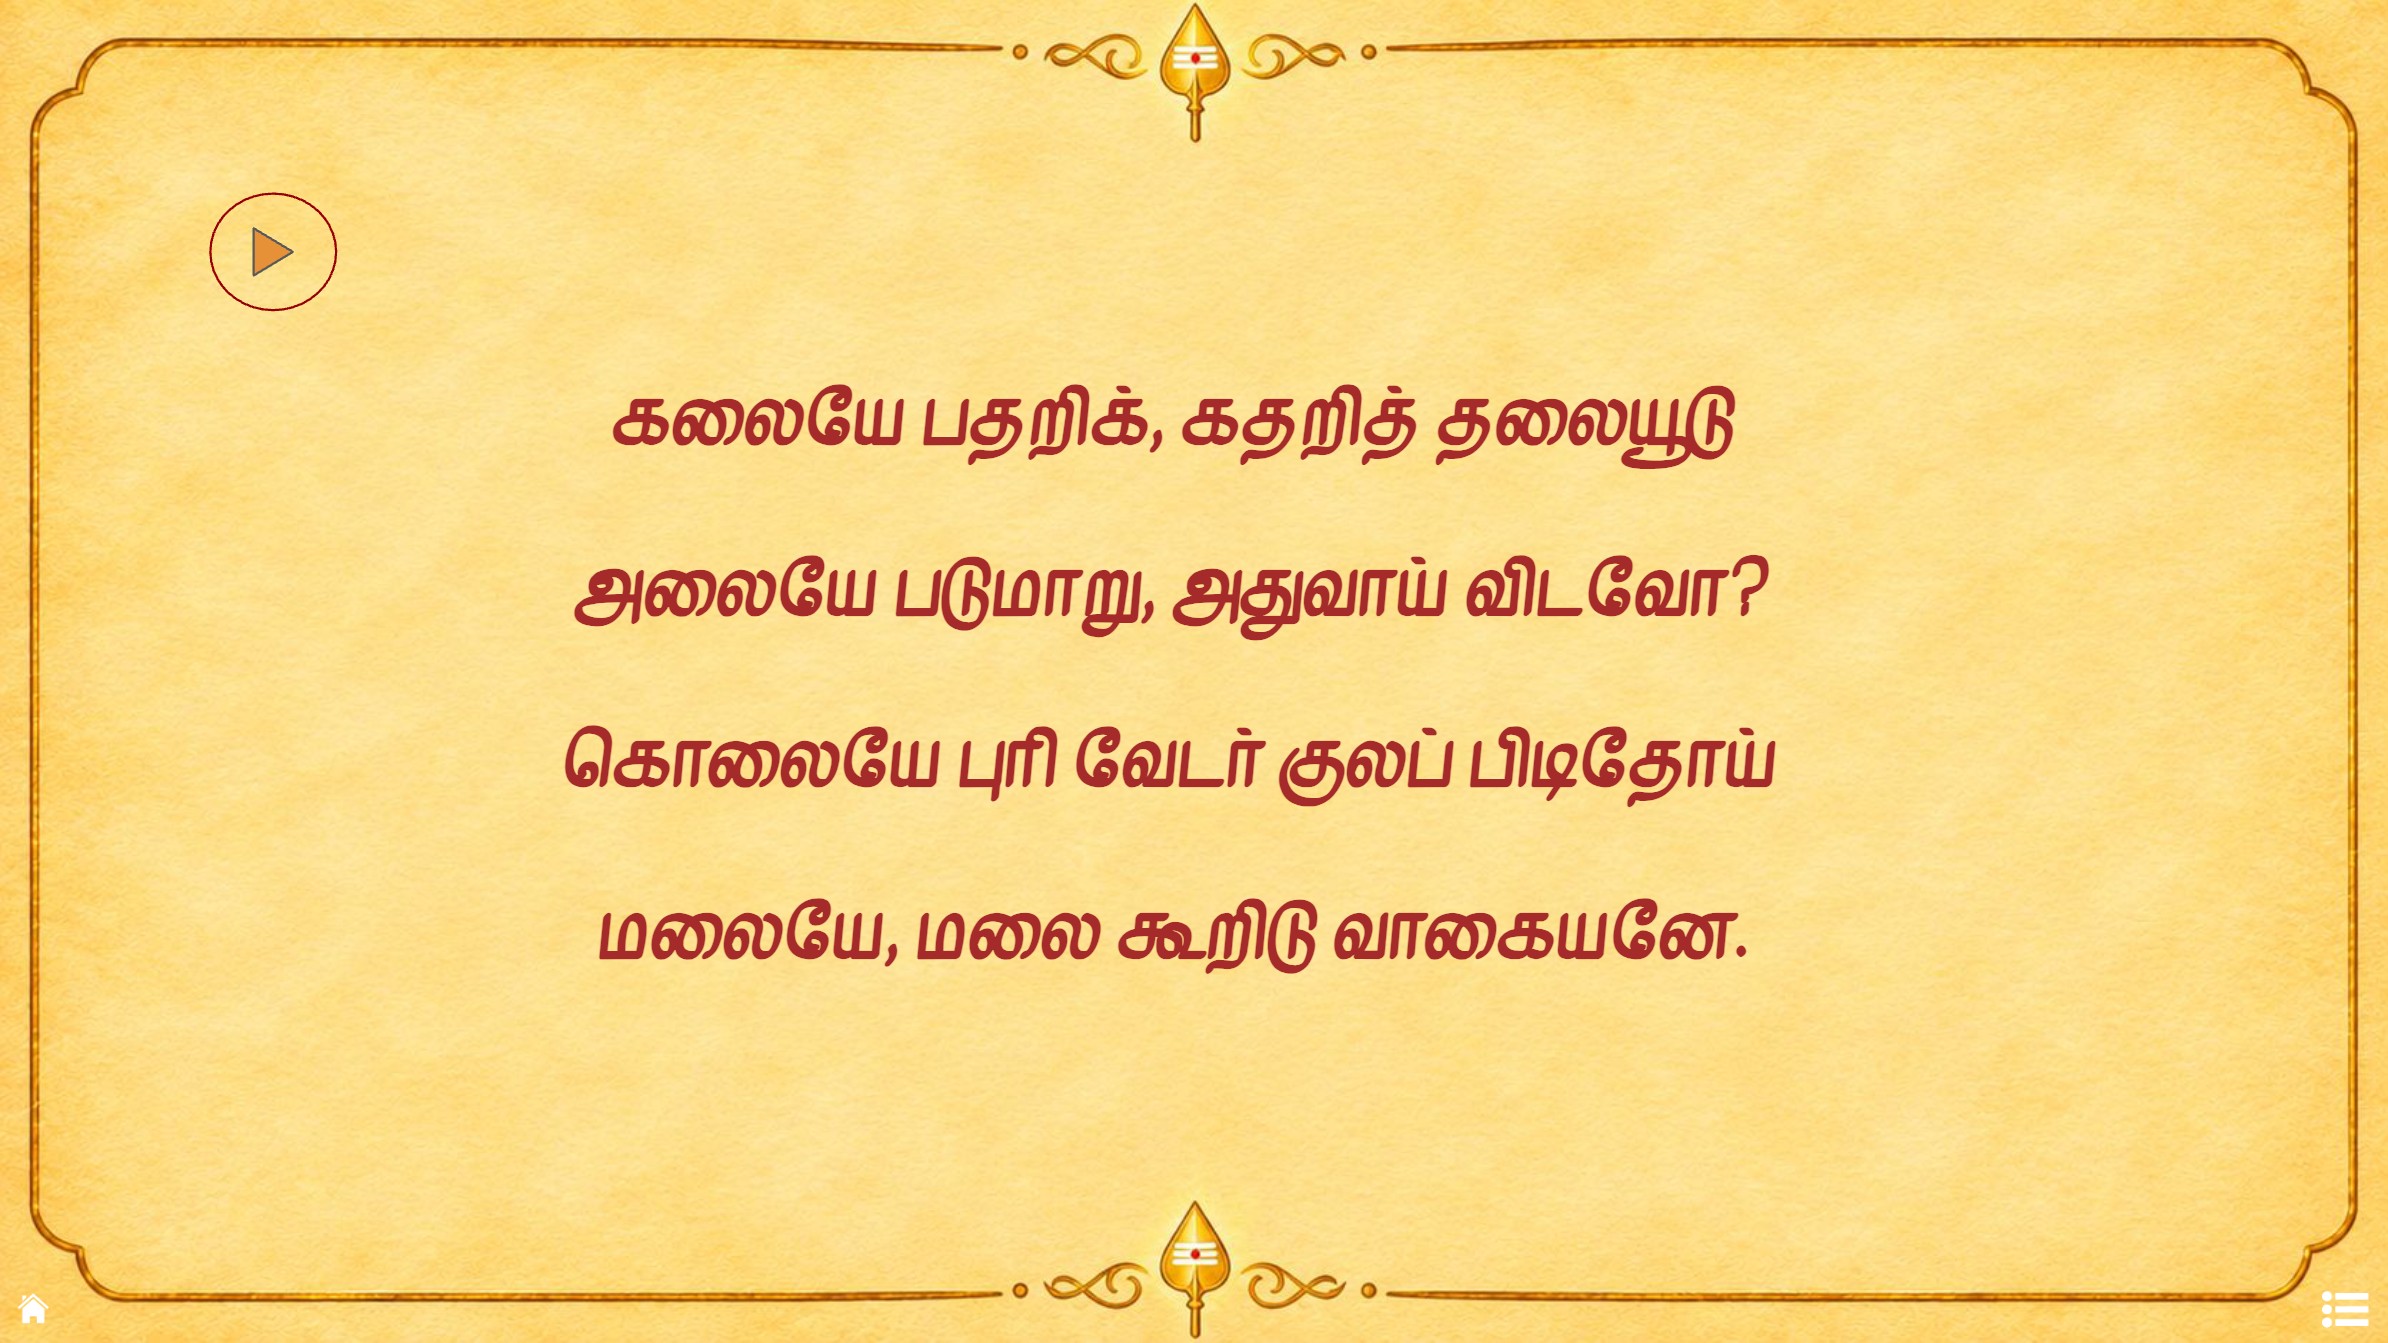 கலையே பதறிக், கதறித் தலையூடு
அலையே படுமாறு, அதுவாய் விடவோ?
கொலையே புரி வேடர் குலப் பிடிதோய்
மலையே, மலை கூறிடு வாகையனே.